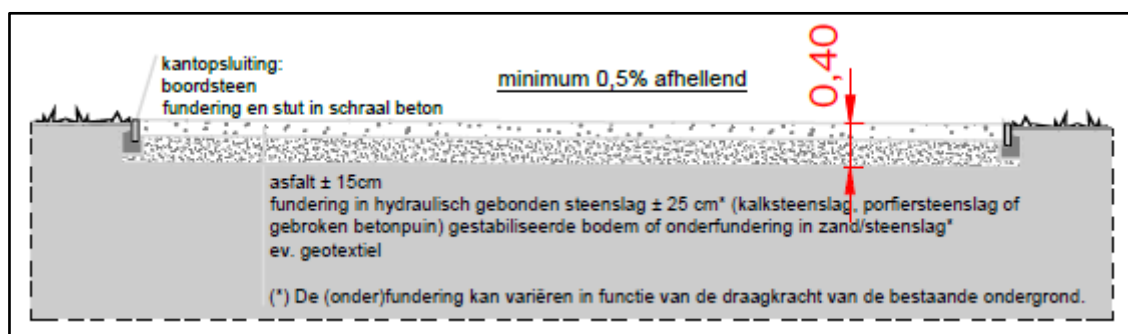 kantopsluiting:
boordsteen
fundering en stut in schraal beton
minimum 0,5% afhellend
0,40
asfalt ± 15cm
fundering in hydraulisch gebonden steenslag ± 25 cm* (kalksteenslag, porfiersteenslag of
gebroken betonpuin) gestabiliseerde bodem of onderfundering in zand/steenslag*
ev. geotextiel
(*) De (onder)fundering kan variëren in functie van de draagkracht van de bestaande ondergrond.